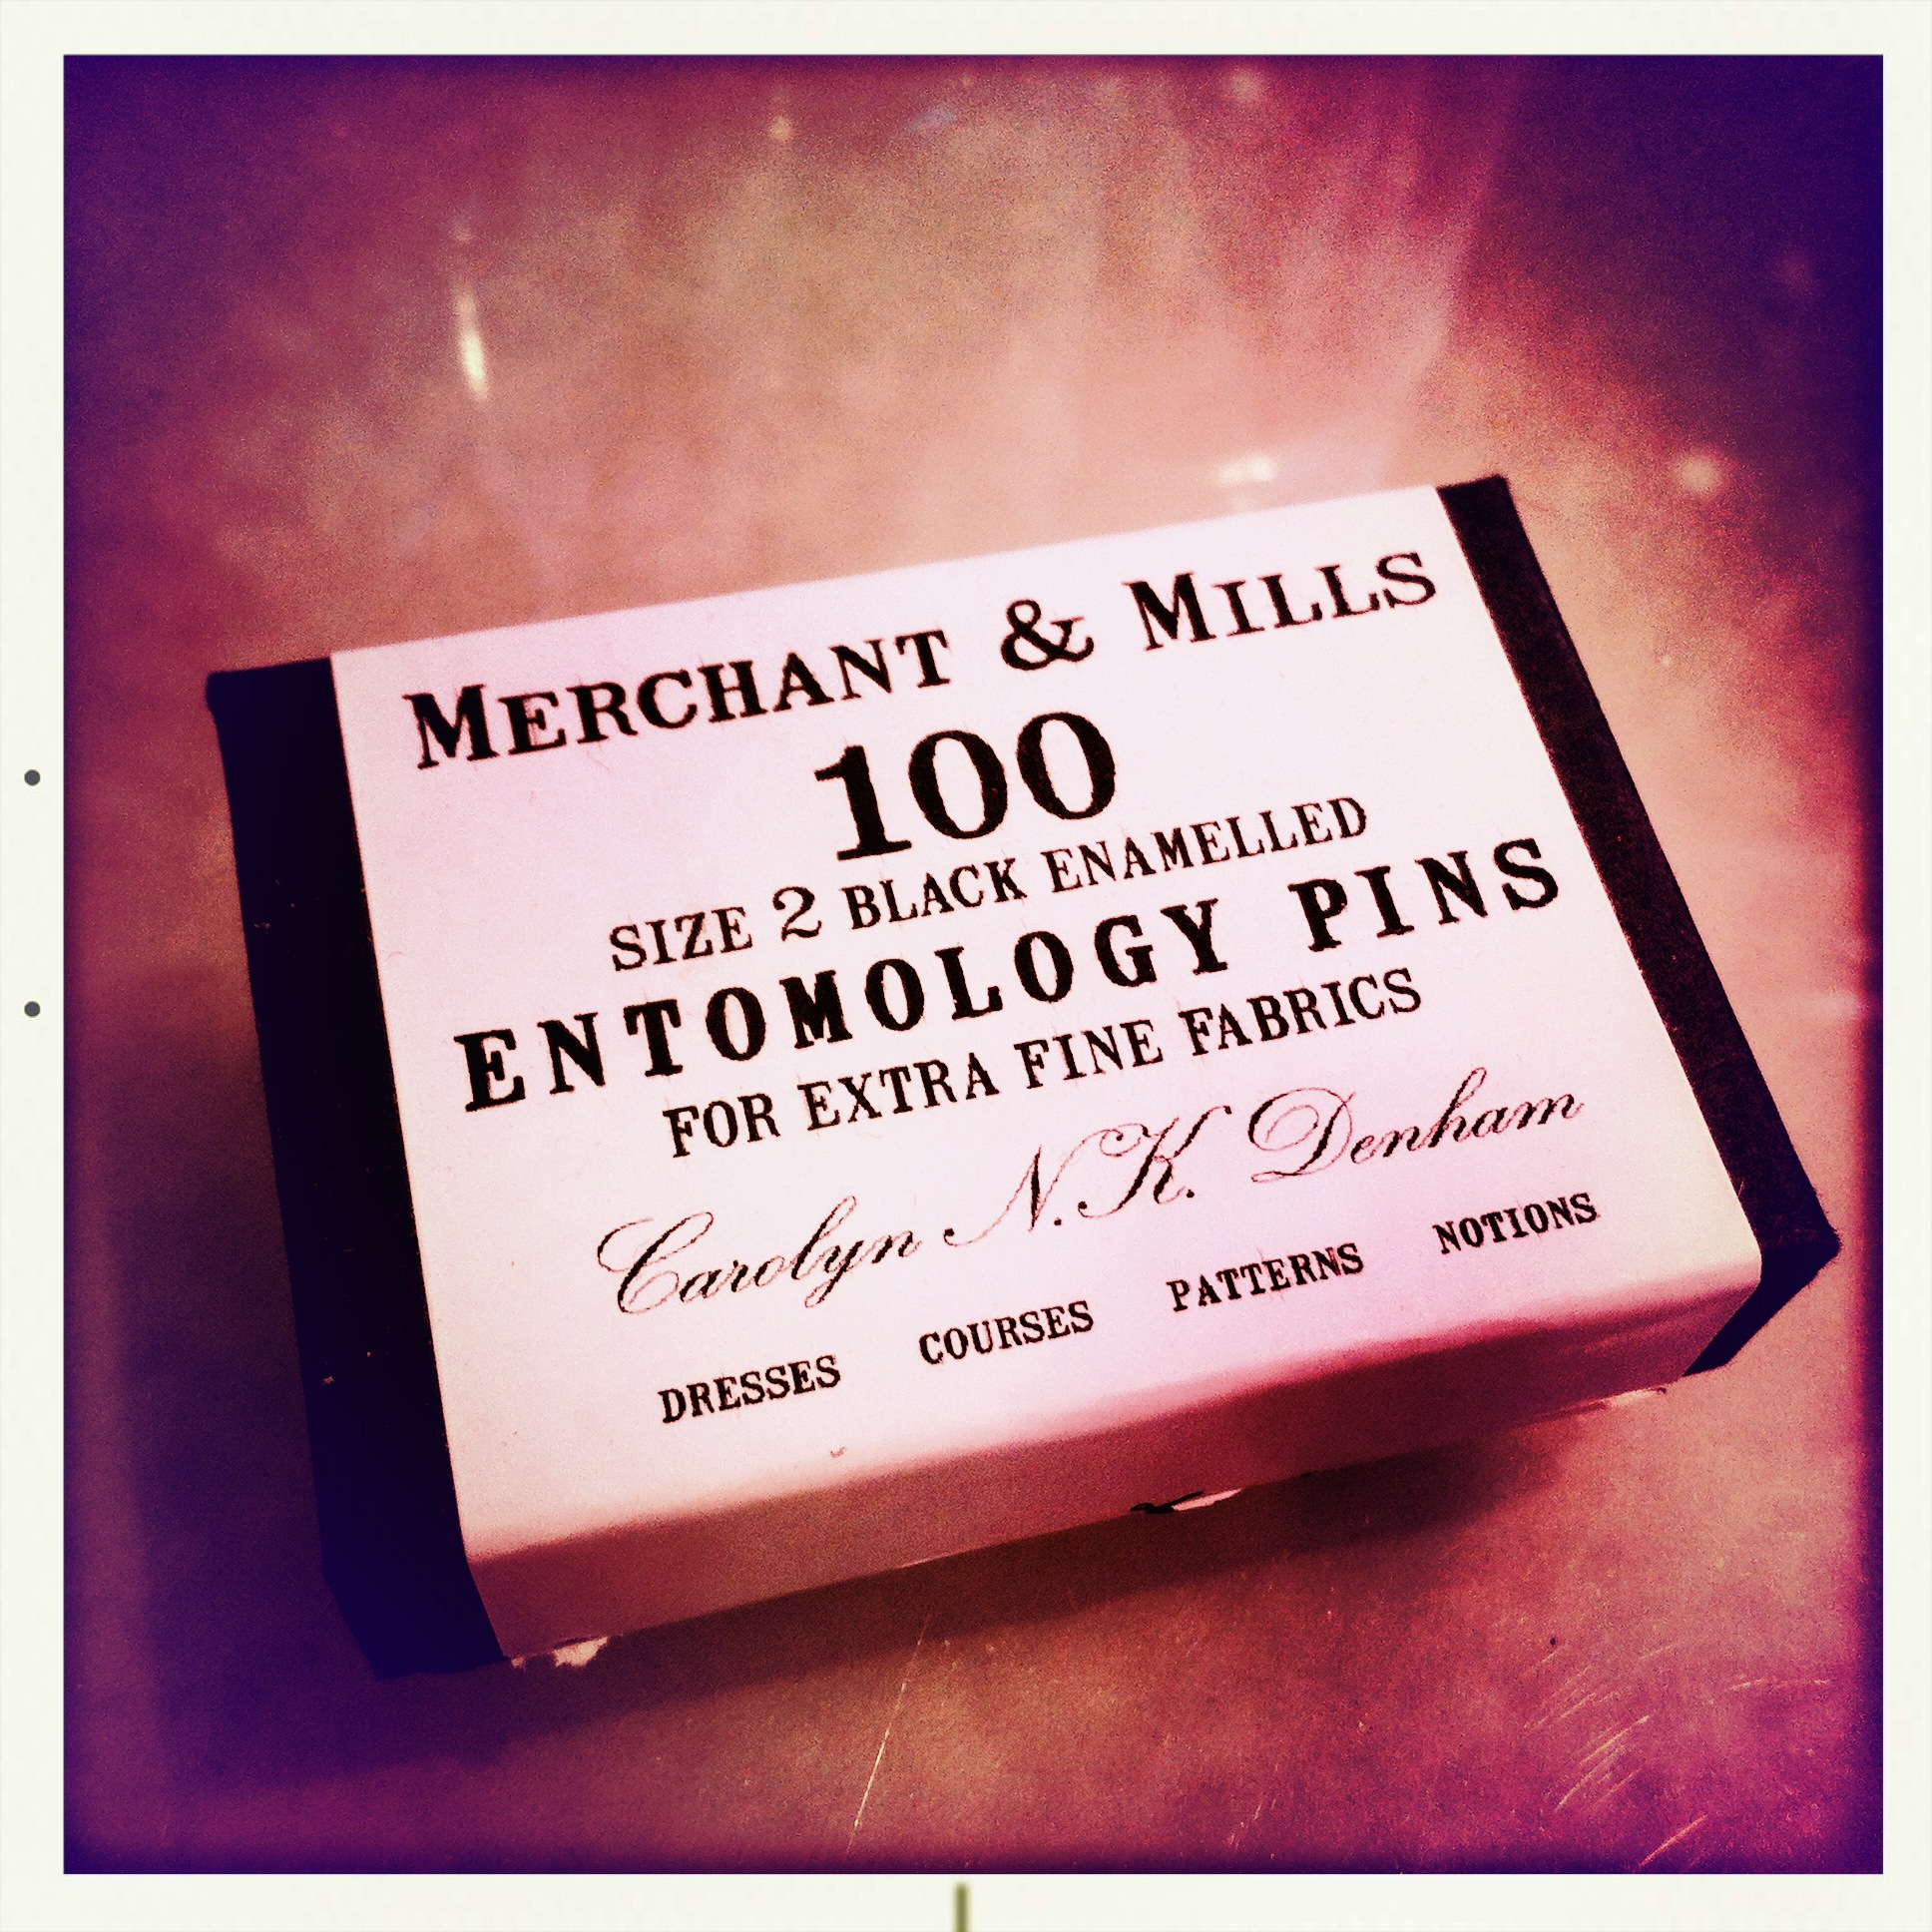 MERCHANT & MILLS
100
SIZE 2 BLACK ENAMELLED
ENTOMOLOGY PINS
FOR EXTRA FINE FABRICS
Carolyn N.K. Denham
DRESSES COURSES PATTERNS NOTIONS